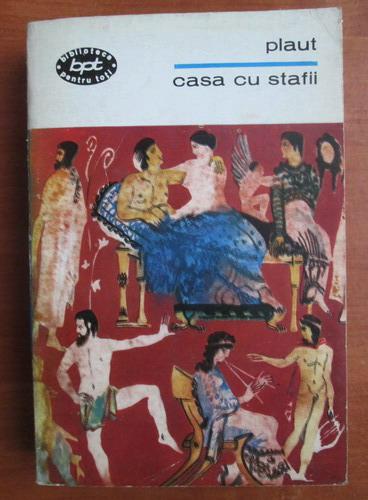 biblioteca
bpt
pentru toți
plaut
casa cu stafii